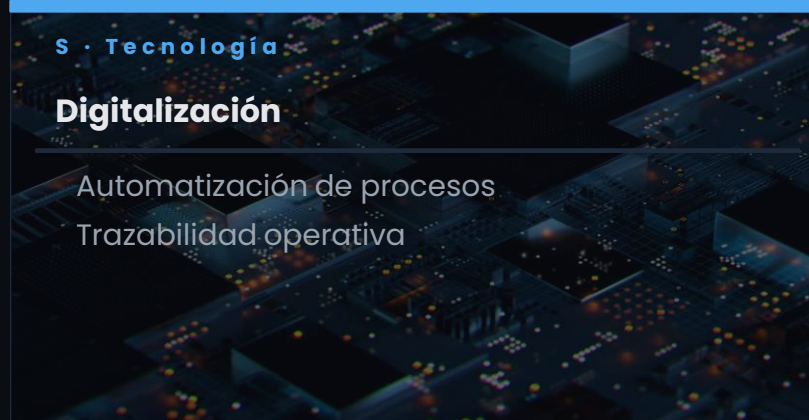 S · Tecnología
Digitalización
Automatización de procesos
Trazabilidad operativa